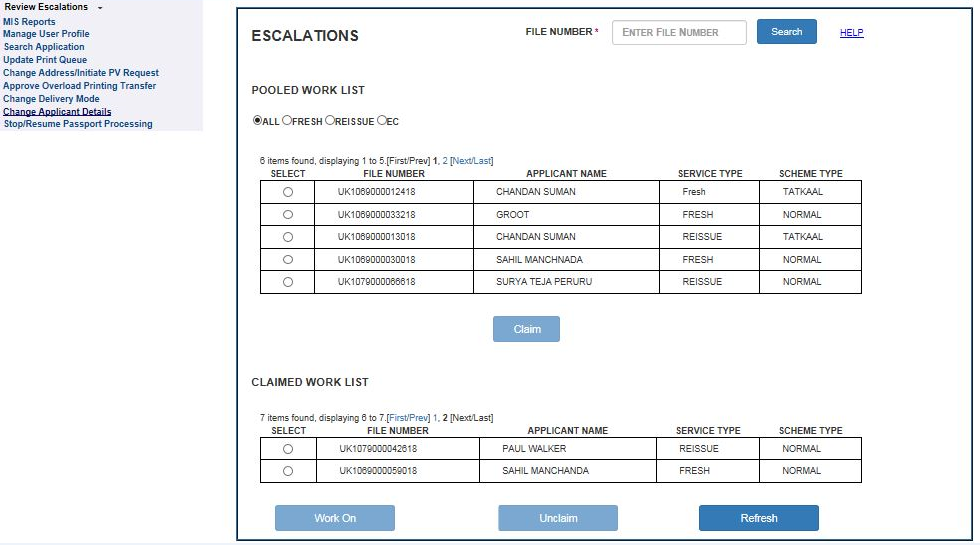 Review Escalations
MIS Reports
Manage User Profile
Search Application
Update Print Queue
Change Address/Initiate PV Request
Approve Overload Printing Transfer
Change Delivery Mode
Change Applicant Details
Stop/Resume Passport Processing
ESCALATIONS
FILE NUMBER * ENTER FILE NUMBER Search HELP
POOLED WORK LIST
ALL FRESH REISSUE EC
6 items found, displaying 1 to 5.[First/Prev] 1, 2 [Next/Last]
SELECT FILE NUMBER APPLICANT NAME SERVICE TYPE SCHEME TYPE
UK1069000012418 CHANDAN SUMAN Fresh TATKAAL
UK1069000033218 GROOT FRESH NORMAL
UK1069000013018 CHANDAN SUMAN REISSUE TATKAAL
UK1069000030018 SAHIL MANCHNADA FRESH NORMAL
UK1079000066618 SURYA TEJA PERURU REISSUE NORMAL
Claim
CLAIMED WORK LIST
7 items found, displaying 6 to 7.[First/Prev] 1, 2 [Next/Last]
SELECT FILE NUMBER APPLICANT NAME SERVICE TYPE SCHEME TYPE
UK1079000042618 PAUL WALKER REISSUE NORMAL
UK1069000059018 SAHIL MANCHANDA FRESH NORMAL
Work On Unclaim Refresh